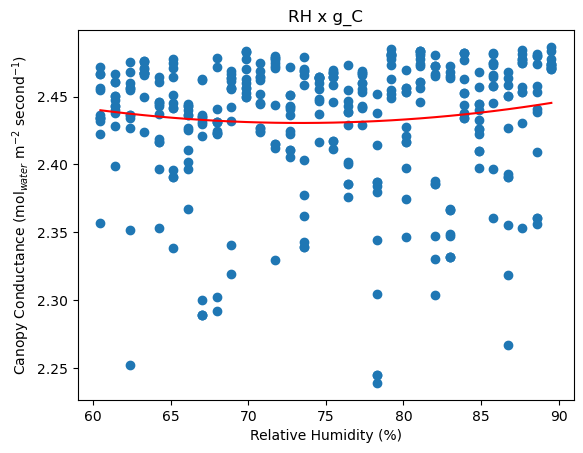 RH x g_C
Canopy Conductance (mol_water m⁻² second⁻¹)
2.45
2.40
2.35
2.30
2.25
60 65 70 75 80 85 90
Relative Humidity (%)